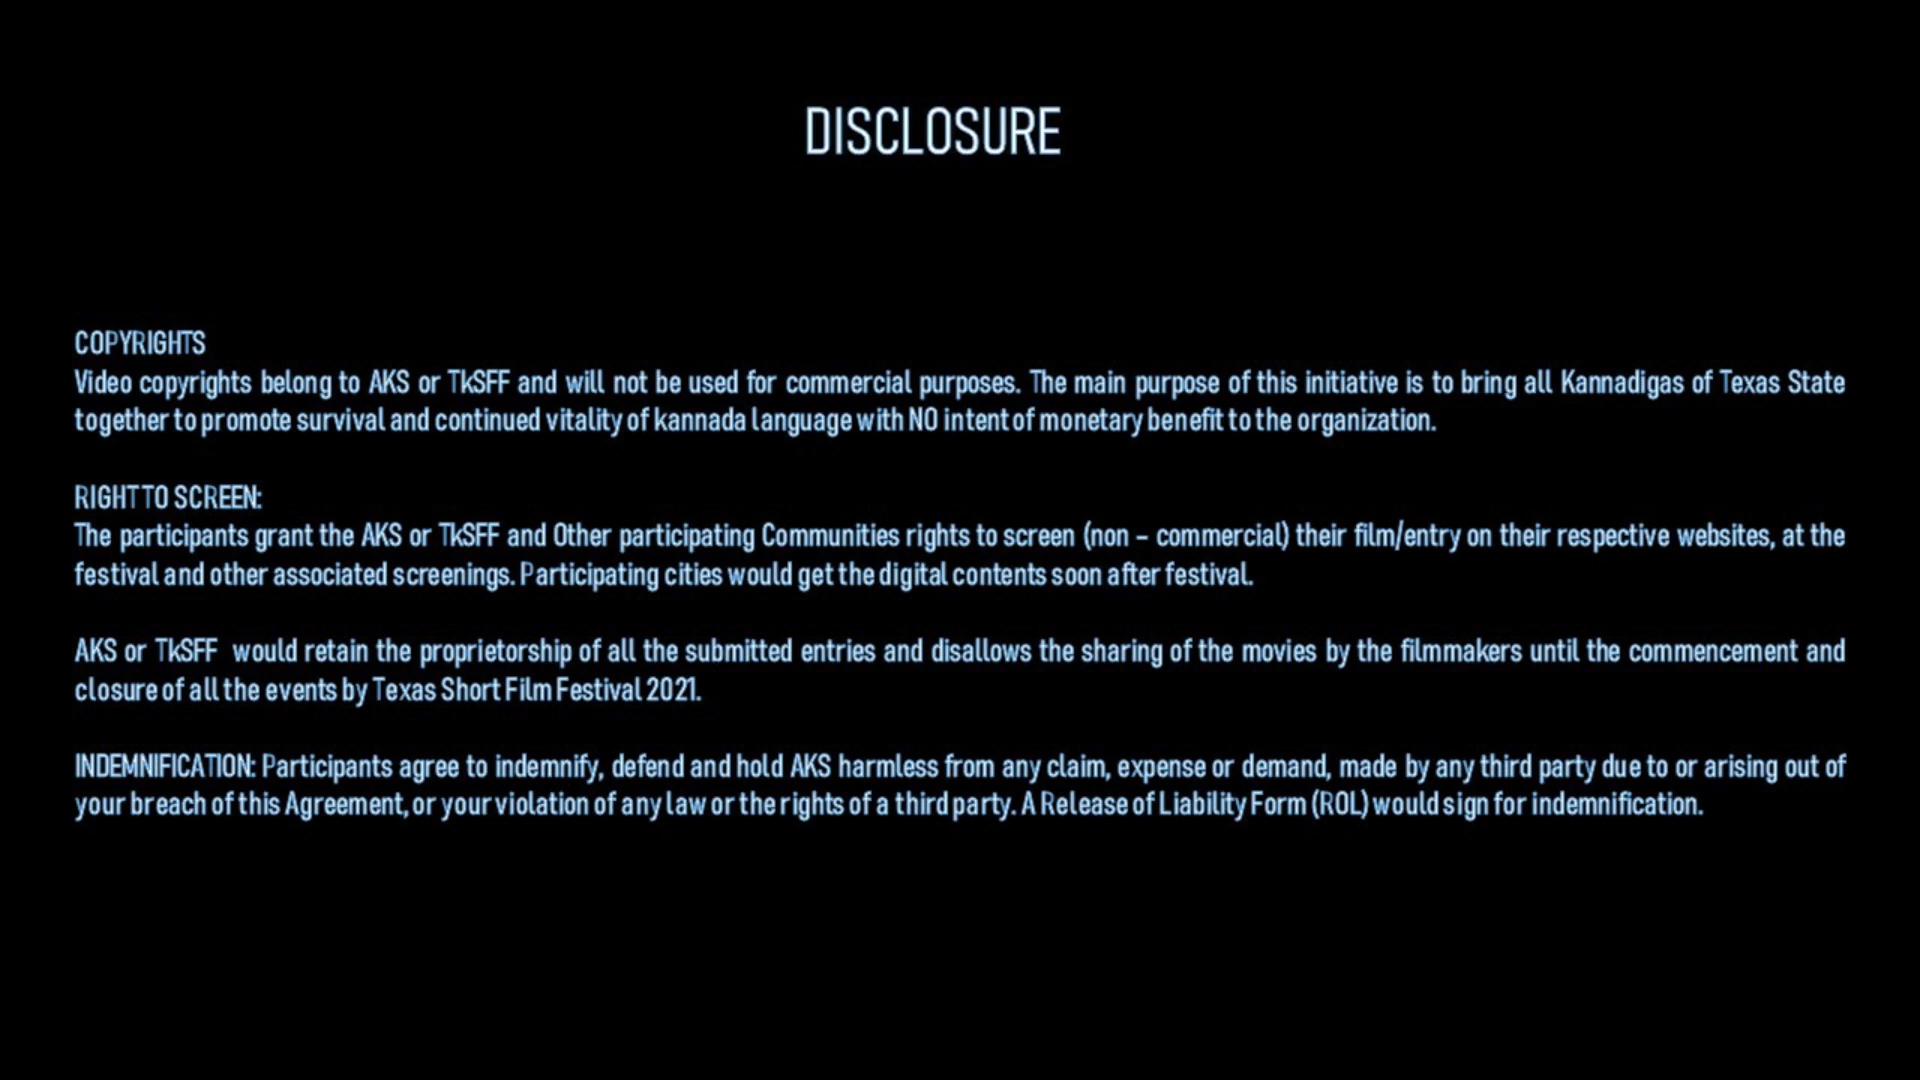 DISCLOSURE
COPYRIGHTS
Video copyrights belong to AKS or TkSFF and will not be used for commercial purposes. The main purpose of this initiative is to bring all Kannadigas of Texas State
together to promote survival and continued vitality of kannada language with NO intent of monetary benefit to the organization.
RIGHT TO SCREEN:
The participants grant the AKS or TkSFF and Other participating Communities rights to screen (non – commercial) their film/entry on their respective websites, at the
festival and other associated screenings. Participating cities would get the digital contents soon after festival.
AKS or TkSFF would retain the proprietorship of all the submitted entries and disallows the sharing of the movies by the filmmakers until the commencement and
closure of all the events by Texas Short Film Festival 2021.
INDEMNIFICATION: Participants agree to indemnify, defend and hold AKS harmless from any claim, expense or demand, made by any third party due to or arising out of
your breach of this Agreement, or your violation of any law or the rights of a third party. A Release of Liability Form (ROL) would sign for indemnification.